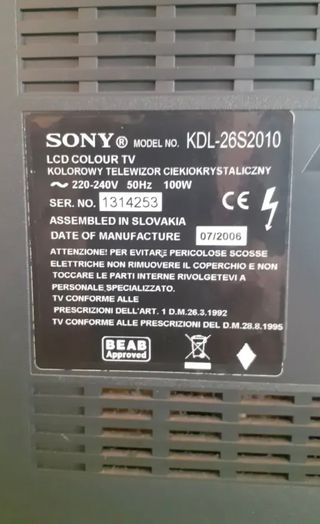 SONY® MODEL NO. KDL-26S2010
LCD COLOUR TV
KOLOROWY TELEWIZOR CIEKIOKRYSTALICZNY
~ 220-240V 50Hz 100W
SER. NO. 1314253
CE
ASSEMBLED IN SLOVAKIA
DATE OF MANUFACTURE 07/2006
ATTENZIONE! PER EVITARE PERICOLOSE SCOSSE
ELETTRICHE NON RIMUOVERE IL COPERCHIO E NON
TOCCARE LE PARTI INTERNE RIVOLGETEVI A
PERSONALE SPECIALIZZATO.
TV CONFORME ALLE
PRESCRIZIONI DELL'ART. 1 D.M.26.3.1992
TV CONFORME ALLE PRESCRIZIONI DEL D.M.28.8.1995
BEAB
Approved